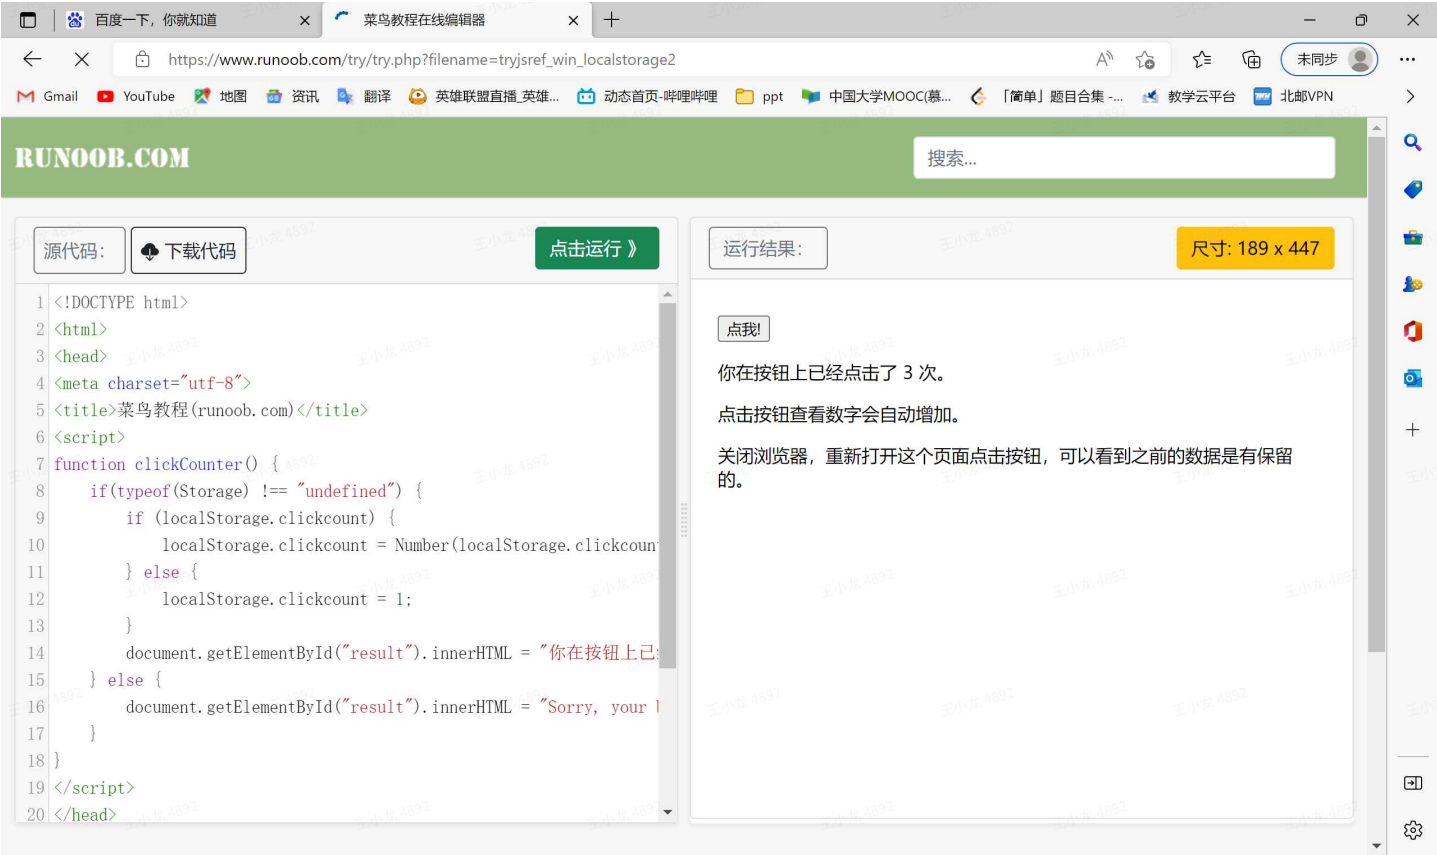 百度一下，你就知道
菜鸟教程在线编辑器
https://www.runoob.com/try/try.php?filename=tryjsref_win_localstorage2
未同步
Gmail
YouTube
地图
资讯
翻译
英雄联盟直播_英雄...
动态首页-哔哩哔哩
ppt
中国大学MOOC(慕...
「简单」题目合集 -...
教学云平台
北邮VPN
RUNOOB.COM
搜索...
源代码：
下载代码
点击运行 》
1 <!DOCTYPE html>
2 <html>
3 <head>
4 <meta charset="utf-8">
5 <title>菜鸟教程(runoob.com)</title>
6 <script>
7 function clickCounter() {
8 if(typeof(Storage) !== "undefined") {
9 if (localStorage.clickcount) {
10 localStorage.clickcount = Number(localStorage.clickcoun
11 } else {
12 localStorage.clickcount = 1;
13 }
14 document.getElementById("result").innerHTML = "你在按钮上已
15 } else {
16 document.getElementById("result").innerHTML = "Sorry, your
17 }
18 }
19 </script>
20 </head>
运行结果：
尺寸: 189 x 447
点我!
你在按钮上已经点击了 3 次。
点击按钮查看数字会自动增加。
关闭浏览器，重新打开这个页面点击按钮，可以看到之前的数据是有保留
的。
王小龙 4892